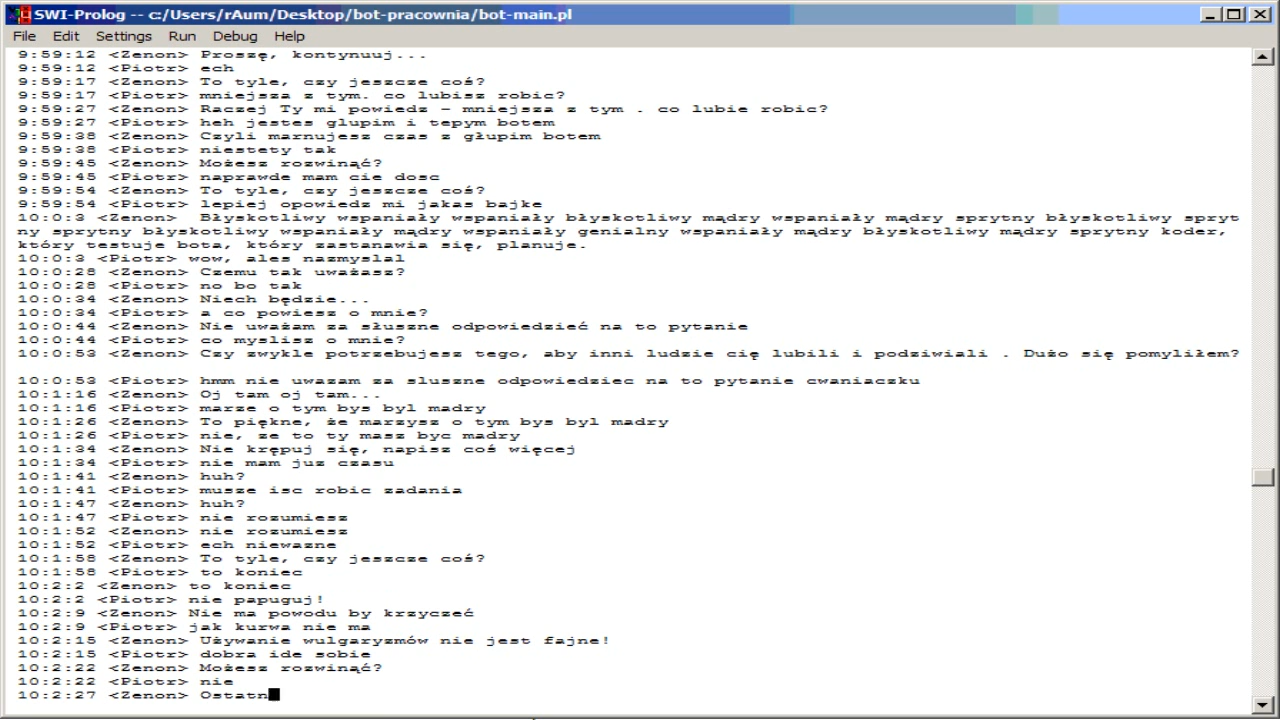 SWI-Prolog -- c:/Users/rAum/Desktop/bot-pracownia/bot-main.pl
File Edit Settings Run Debug Help
9:59:12 <Zenon> Proszę, kontynuuj...
9:59:12 <Piotr> ech
9:59:17 <Zenon> To tyle, czy jeszcze coś?
9:59:17 <Piotr> mniejsza z tym. co lubisz robic?
9:59:27 <Zenon> Raczej Ty mi powiedz - mniejsza z tym . co lubie robic?
9:59:27 <Piotr> heh jestes glupim i tepym botem
9:59:38 <Zenon> Czyli marnujesz czas z głupim botem
9:59:38 <Piotr> niestety tak
9:59:45 <Zenon> Możesz rozwinąć?
9:59:45 <Piotr> naprawde mam cie dosc
9:59:54 <Zenon> To tyle, czy jeszcze coś?
9:59:54 <Piotr> lepiej opowiedz mi jakas bajke
10:0:3 <Zenon>  Błyskotliwy wspaniały wspaniały błyskotliwy mądry wspaniały mądry sprytny błyskotliwy spryt
ny sprytny błyskotliwy wspaniały mądry wspaniały genialny wspaniały mądry błyskotliwy mądry sprytny koder,
który testuje bota, który zastanawia się, planuje.
10:0:3 <Piotr> wow, ales nazmyslal
10:0:28 <Zenon> Czemu tak uważasz?
10:0:28 <Piotr> no bo tak
10:0:34 <Zenon> Niech będzie...
10:0:34 <Piotr> a co powiesz o mnie?
10:0:44 <Zenon> Nie uważam za słuszne odpowiedzieć na to pytanie
10:0:44 <Piotr> co myslisz o mnie?
10:0:53 <Zenon> Czy zwykle potrzebujesz tego, aby inni ludzie cię lubili i podziwiali . Dużo się pomyliłem?
10:0:53 <Piotr> hmm nie uwazam za sluszne odpowiedziec na to pytanie cwaniaczku
10:1:16 <Zenon> Oj tam oj tam...
10:1:16 <Piotr> marze o tym bys byl madry
10:1:26 <Zenon> To piękne, że marzysz o tym bys byl madry
10:1:26 <Piotr> nie, ze to ty masz byc madry
10:1:34 <Zenon> Nie krępuj się, napisz coś więcej
10:1:34 <Piotr> nie mam juz czasu
10:1:41 <Zenon> huh?
10:1:41 <Piotr> musze isc robic zadania
10:1:47 <Zenon> huh?
10:1:47 <Piotr> nie rozumiesz
10:1:52 <Zenon> nie rozumiesz
10:1:52 <Piotr> ech niewazne
10:1:58 <Zenon> To tyle, czy jeszcze coś?
10:1:58 <Piotr> to koniec
10:2:2 <Zenon> to koniec
10:2:2 <Piotr> nie papuguj!
10:2:9 <Zenon> Nie ma powodu by krzyczeć
10:2:9 <Piotr> jak kurwa nie ma
10:2:15 <Zenon> Używanie wulgaryzmów nie jest fajne!
10:2:15 <Piotr> dobra ide sobie
10:2:22 <Zenon> Możesz rozwinąć?
10:2:22 <Piotr> nie
10:2:27 <Zenon> Ostatn